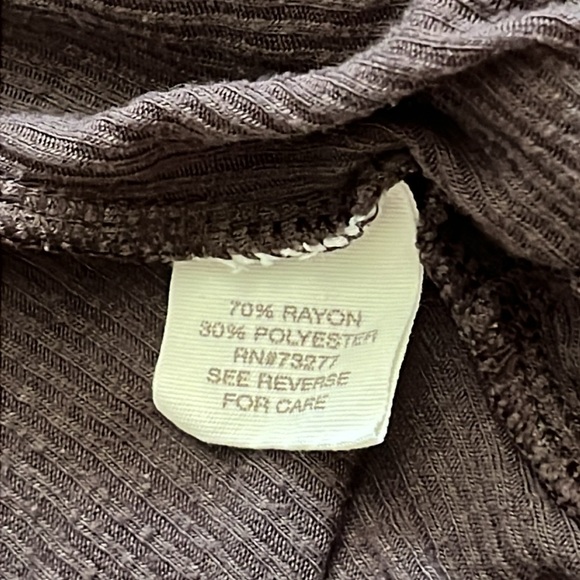 70% RAYON
30% POLYESTER
RN#73277
SEE REVERSE
FOR CARE